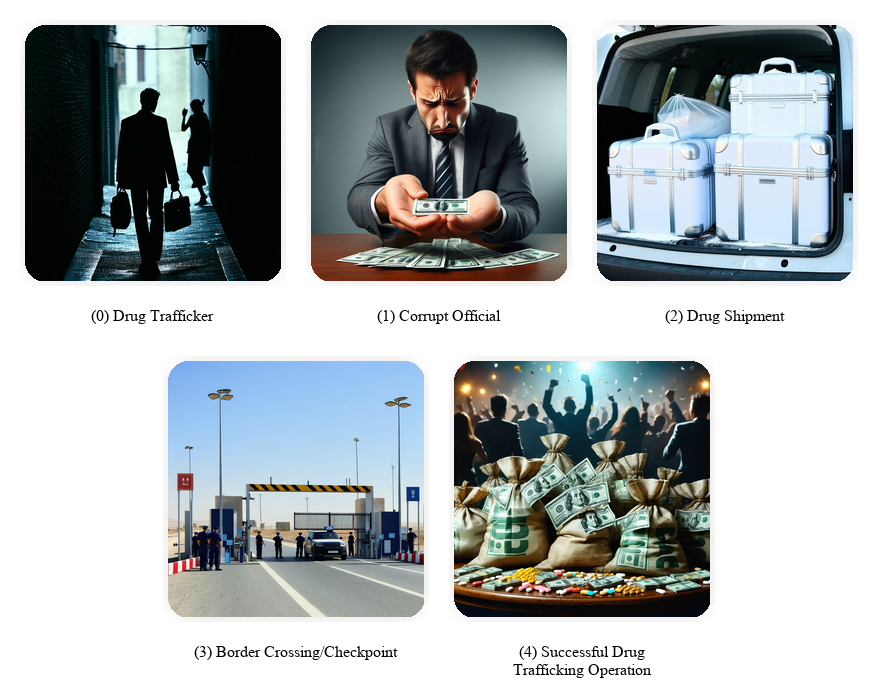 (0) Drug Trafficker
(1) Corrupt Official
(2) Drug Shipment
(3) Border Crossing/Checkpoint
(4) Successful Drug
Trafficking Operation